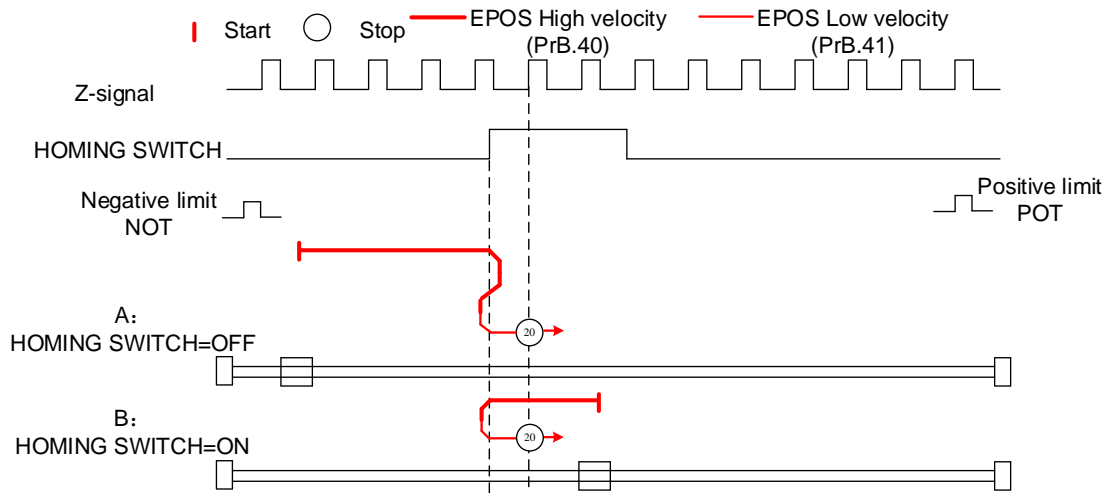 Start
Stop
EPOS High velocity
(PrB.40)
EPOS Low velocity
(PrB.41)
Z-signal
HOMING SWITCH
Negative limit
NOT
Positive limit
POT
A：
HOMING SWITCH=OFF
20
B：
HOMING SWITCH=ON
20